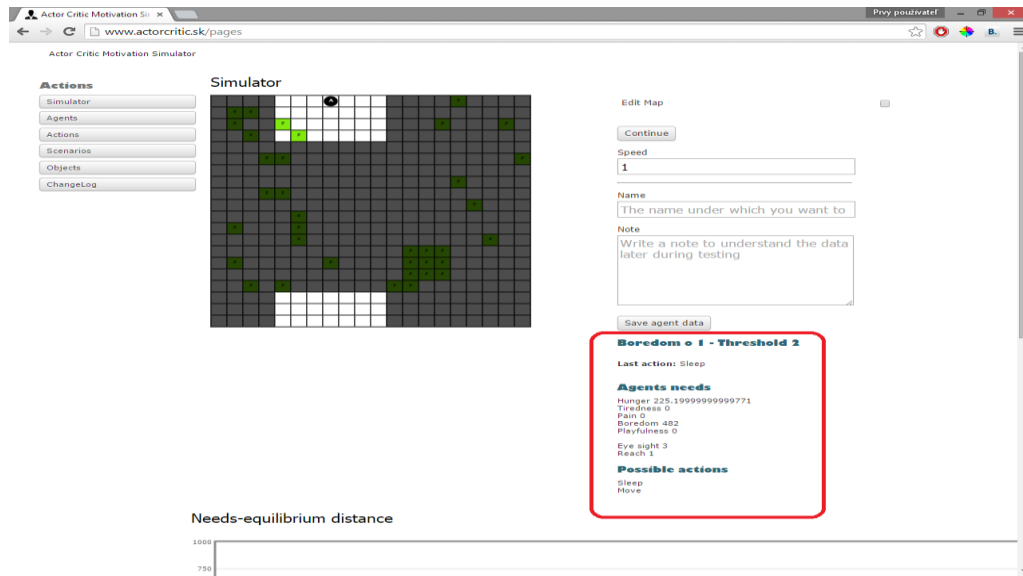 Actor Critic Motivation Si
Prvý používateľ
www.actorcritic.sk/pages
Actor Critic Motivation Simulator
Actions
Simulator
Agents
Actions
Scenarios
Objects
ChangeLog
Simulator
Edit Map
Continue
Speed
1
Name
The name under which you want to
Note
Write a note to understand the data
later during testing
Save agent data
Boredom o 1 - Threshold 2
Last action: Sleep
Agents needs
Hunger 225.19999999999771
Tiredness 0
Pain 0
Boredom 482
Playfulness 0
Eye sight 3
Reach 1
Possible actions
Sleep
Move
Needs-equilibrium distance
1000
750